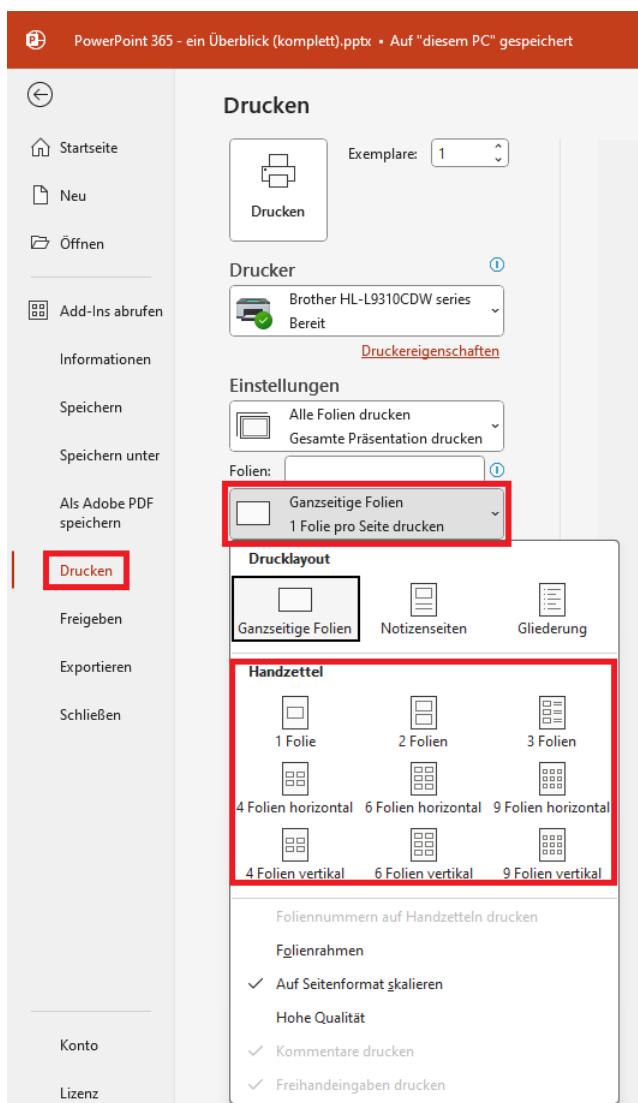 PowerPoint 365 - ein Überblick (komplett).pptx • Auf "diesem PC" gespeichert
Startseite
Neu
Öffnen
Add-Ins abrufen
Informationen
Speichern
Speichern unter
Als Adobe PDF
speichern
Drucken
Freigeben
Exportieren
Schließen
Konto
Lizenz
Drucken
Exemplare: 1
Drucken
Drucker
Brother HL-L9310CDW series
Bereit
Druckereigenschaften
Einstellungen
Alle Folien drucken
Gesamte Präsentation drucken
Folien:
Ganzseitige Folien
1 Folie pro Seite drucken
Drucklayout
Ganzseitige Folien Notizenseiten Gliederung
Handzettel
1 Folie 2 Folien 3 Folien
4 Folien horizontal 6 Folien horizontal 9 Folien horizontal
4 Folien vertikal 6 Folien vertikal 9 Folien vertikal
Foliennummern auf Handzetteln drucken
Folienrahmen
Auf Seitenformat skalieren
Hohe Qualität
Kommentare drucken
Freihandeingaben drucken